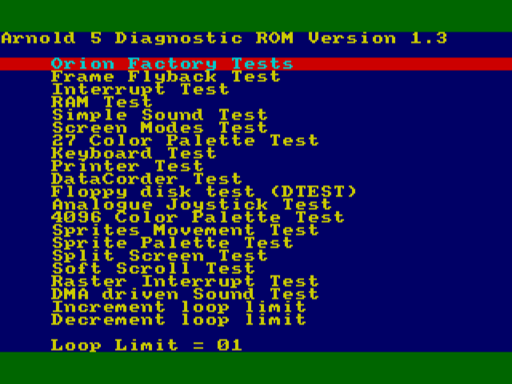 Arnold 5 Diagnostic ROM Version 1.3
Orion Factory Tests
Frame Flyback Test
Interrupt Test
RAM Test
Simple Sound Test
Screen Modes Test
27 Color Palette Test
Keyboard Test
Printer Test
DataCorder Test
Floppy disk test (DTEST)
Analogue Joystick Test
4096 Color Palette Test
Sprites Movement Test
Sprite Palette Test
Split Screen Test
Soft Scroll Test
Raster Interrupt Test
DMA driven Sound Test
Increment loop limit
Decrement loop limit
Loop Limit = 01